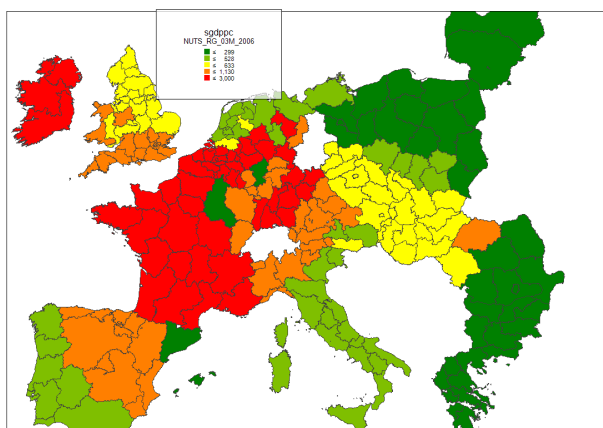 sgdppc
NUTS_RG_03M_2006
≤ 299
≤ 628
≤ 633
≤ 1,130
≤ 3,000